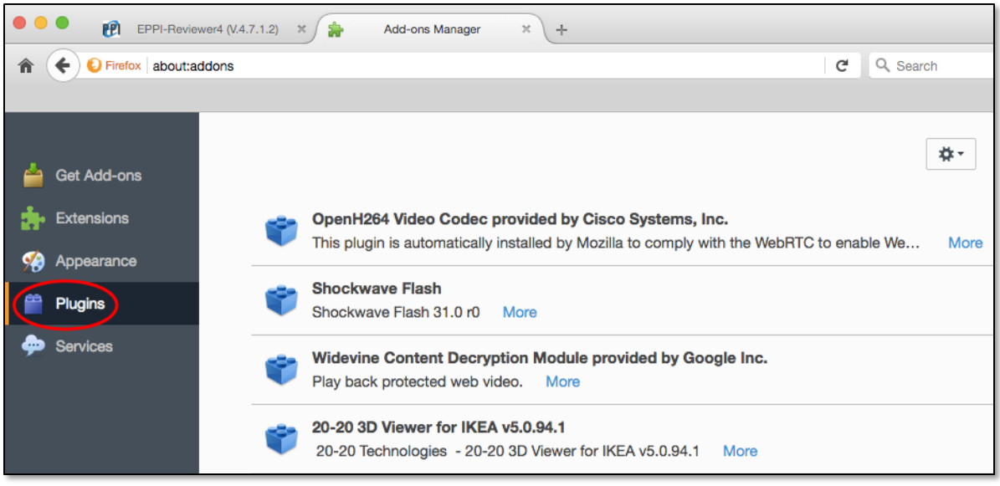 EPPI-Reviewer4 (V.4.7.1.2)
Add-ons Manager
Firefox about:addons
Search
Get Add-ons
Extensions
Appearance
Plugins
Services
OpenH264 Video Codec provided by Cisco Systems, Inc.
This plugin is automatically installed by Mozilla to comply with the WebRTC to enable We... More
Shockwave Flash
Shockwave Flash 31.0 r0 More
Widevine Content Decryption Module provided by Google Inc.
Play back protected web video. More
20-20 3D Viewer for IKEA v5.0.94.1
20-20 Technologies - 20-20 3D Viewer for IKEA v5.0.94.1 More